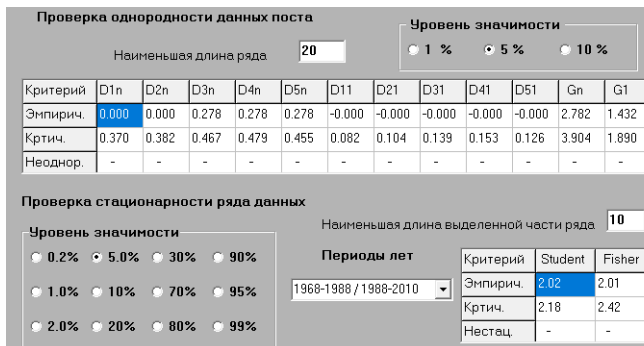 Проверка однородности данных поста
Уровень значимости
Наименьшая длина ряда 20
1 % 5 % 10 %
Критерий D1n D2n D3n D4n D5n D11 D21 D31 D41 D51 Gn G1
Эмпирич. 0.000 0.000 0.278 0.278 0.278 -0.000 -0.000 -0.000 -0.000 -0.000 2.782 1.432
Кртич. 0.370 0.382 0.467 0.479 0.455 0.082 0.104 0.139 0.153 0.126 3.904 1.890
Неоднор. - - - - - - - - - - - -
Проверка стационарности ряда данных
Наименьшая длина выделенной части ряда 10
Уровень значимости
0.2% 5.0% 30% 90%
1.0% 10% 70% 95%
2.0% 20% 80% 99%
Периоды лет
1968-1988 / 1988-2010
Критерий Student Fisher
Эмпирич. 2.02 2.01
Кртич. 2.18 2.42
Нестац. - -